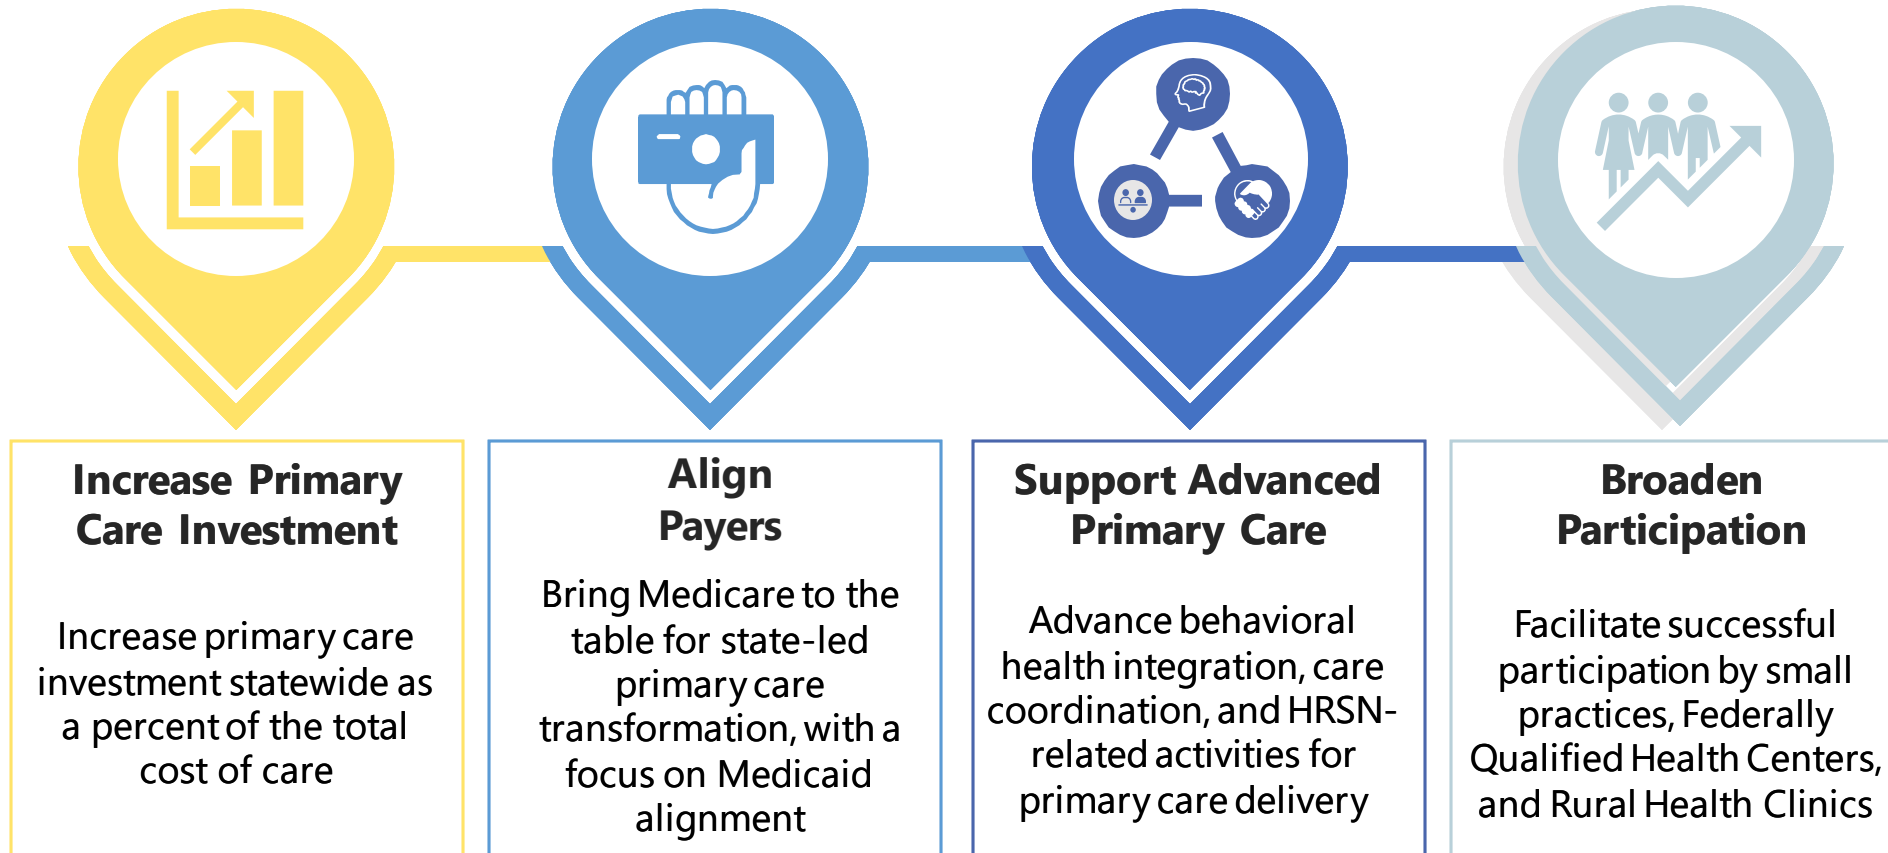 Increase Primary
Care Investment
Increase primary care
investment statewide as
a percent of the total
cost of care
Align
Payers
Bring Medicare to the
table for state-led
primary care
transformation, with a
focus on Medicaid
alignment
Support Advanced
Primary Care
Advance behavioral
health integration, care
coordination, and HRSN-
related activities for
primary care delivery
Broaden
Participation
Facilitate successful
participation by small
practices, Federally
Qualified Health Centers,
and Rural Health Clinics